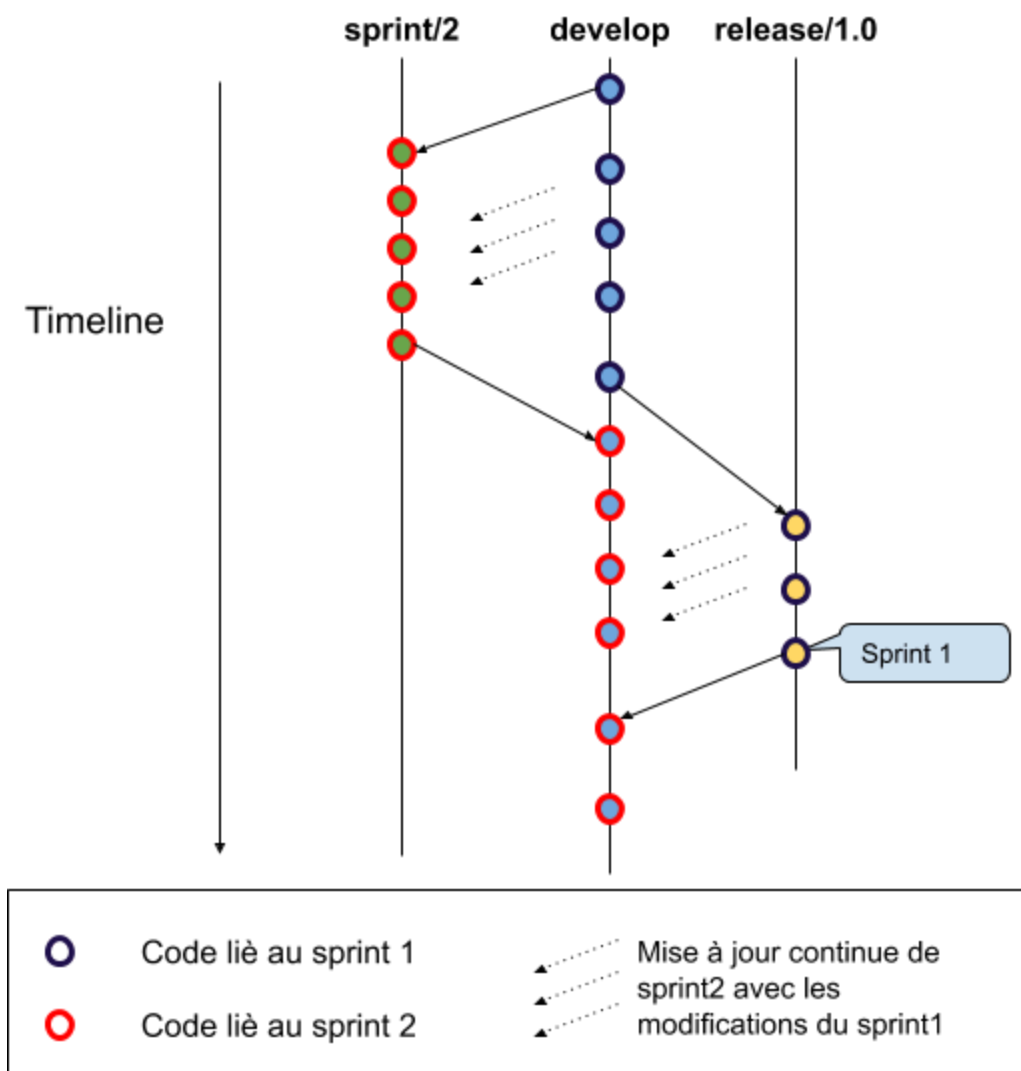 sprint/2 develop release/1.0
Timeline
Sprint 1
Code liè au sprint 1
Code liè au sprint 2
Mise à jour continue de
sprint2 avec les
modifications du sprint1